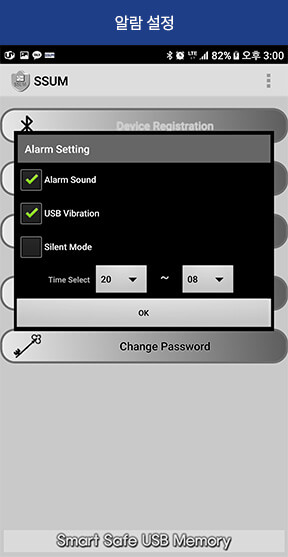 알람 설정
LTE 82% 오후 3:00
SSUM
Device Registration
Alarm Setting
Alarm Sound
USB Vibration
Silent Mode
Time Select 20 ~ 08
OK
Change Password
Smart Safe USB Memory